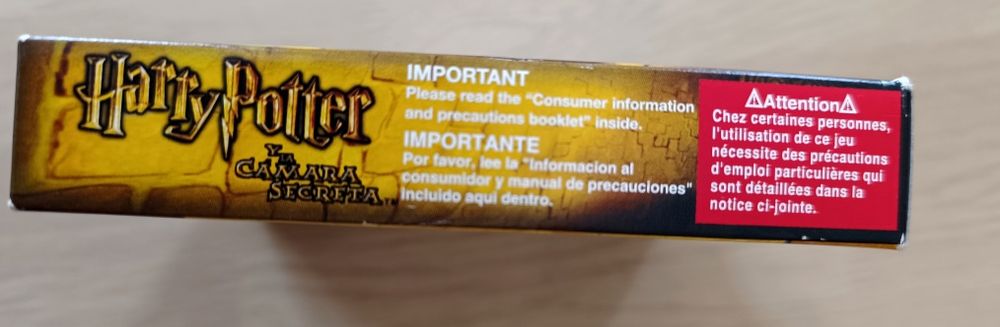 Harry Potter
Y LA
CÁMARA
SECRETA™
IMPORTANT
Please read the "Consumer information
and precautions booklet" inside.
IMPORTANTE
Por favor, lee la "Informacion al
consumidor y manual de precauciones"
incluido aqui dentro.
⚠Attention⚠
Chez certaines personnes,
l'utilisation de ce jeu
nécessite des précautions
d'emploi particulières qui
sont détaillées dans la
notice ci-jointe.